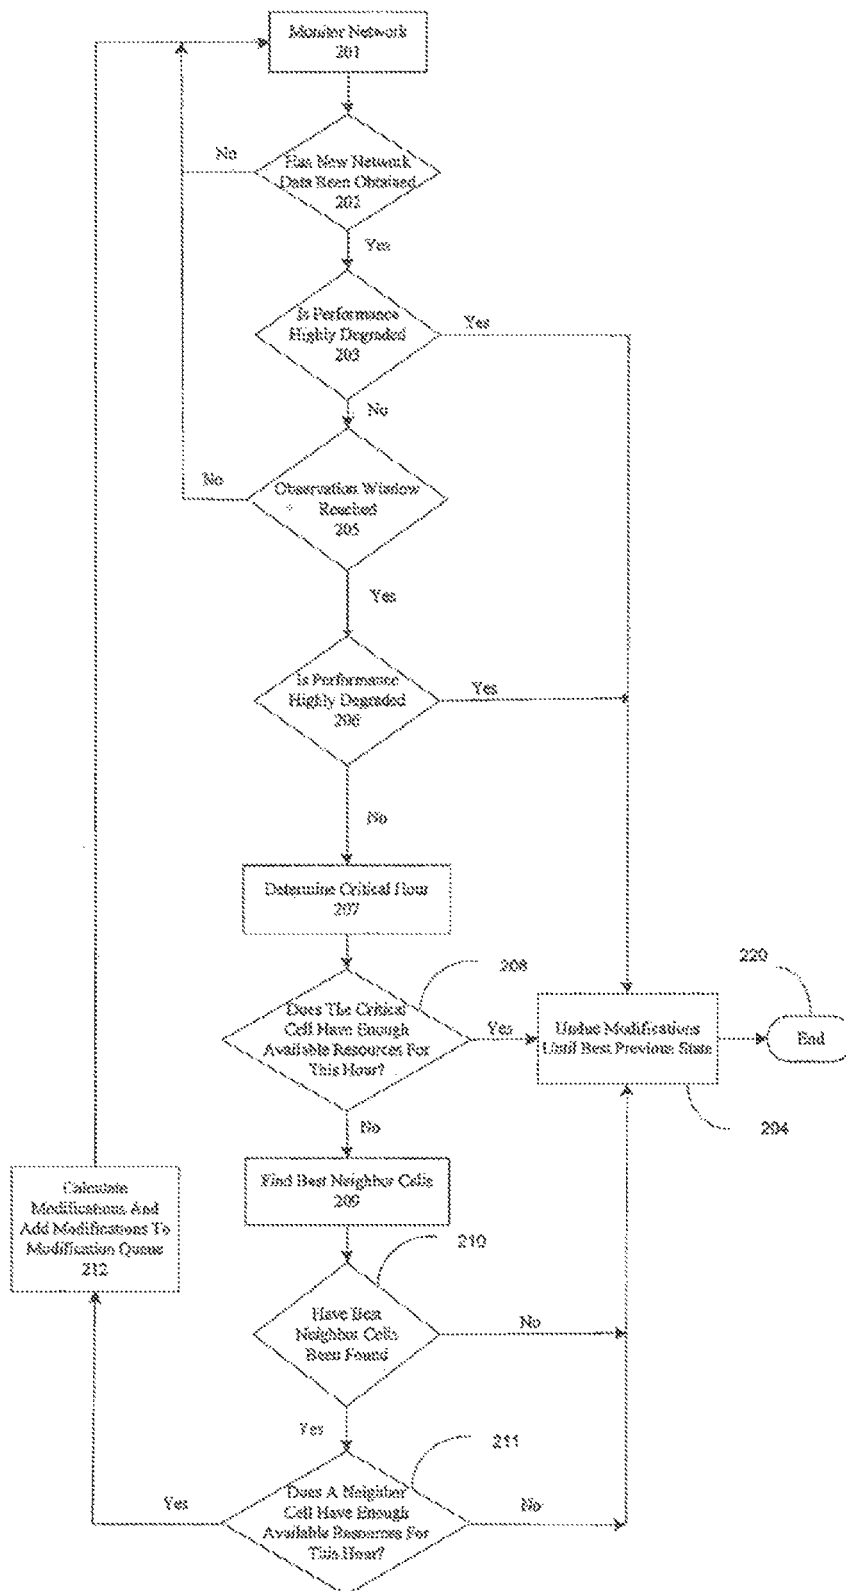 Monitor Network
201
No
Has New Network
Data Been Obtained
202
Yes
Is Performance
Highly Degraded
203
Yes
No
Observation Window
Reached
205
No
Yes
Is Performance
Highly Degraded
206
Yes
No
Determine Critical Hour
207
208
Does The Critical
Cell Have Enough
Available Resources For
This Hour?
Yes
Undue Modifications
Until Best Previous State
204
220
End
No
Find Best Neighbor Cells
209
Calculate
Modifications And
Add Modifications To
Modification Queue
212
210
Have Best
Neighbor Cells
Been Found
No
Yes
211
Does A Neighbor
Cell Have Enough
Available Resources For
This Hour?
Yes
No